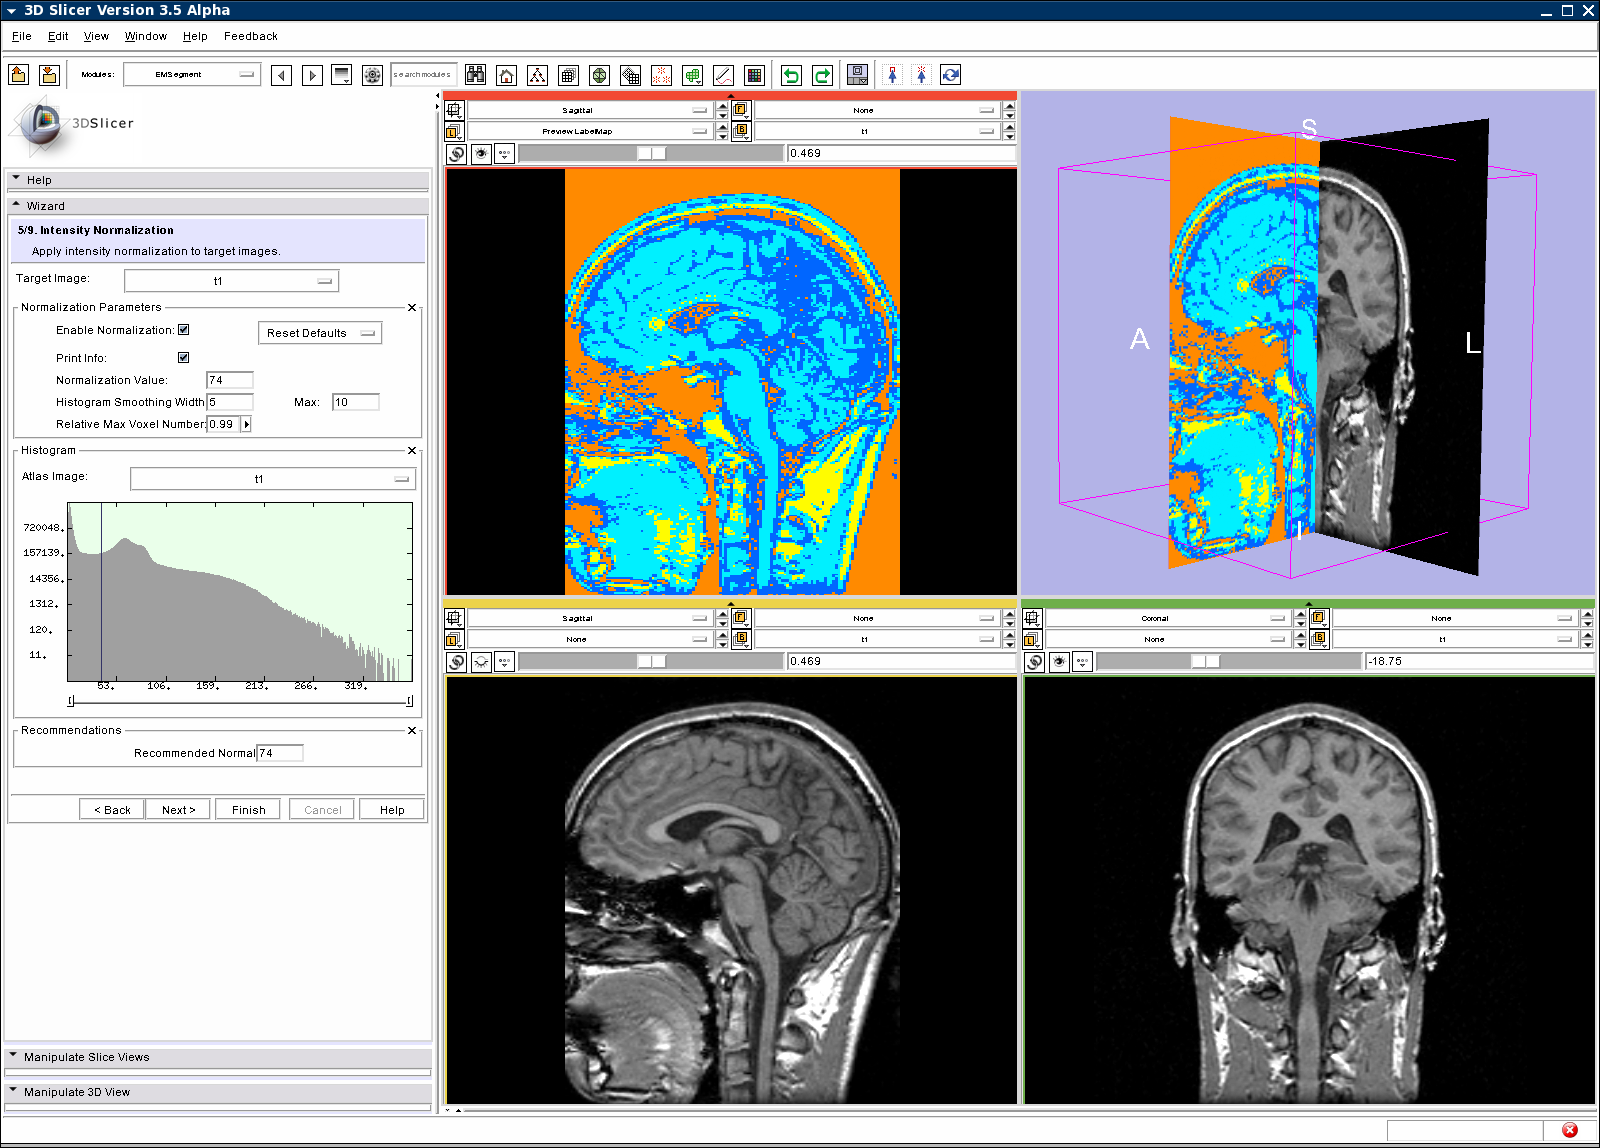 3D Slicer Version 3.5 Alpha
File Edit View Window Help Feedback
Modules: EMSegment search modules
3DSlicer
Help
Wizard
5/9. Intensity Normalization
Apply intensity normalization to target images.
Target Image: t1
Normalization Parameters
Enable Normalization: Reset Defaults
Print Info:
Normalization Value: 74
Histogram Smoothing Width 5 Max: 10
Relative Max Voxel Number: 0.99
Histogram
Atlas Image: t1
720048.
157139.
14356.
1312.
120.
11.
53. 106. 159. 213. 266. 319.
Recommendations
Recommended Normal 74
< Back Next > Finish Cancel Help
Manipulate Slice Views
Manipulate 3D View
Sagittal F None
L Preview LabelMap B t1
0.469
S
A
L
I
Sagittal F None
L None B t1
0.469
Coronal F None
L None B t1
-18.75